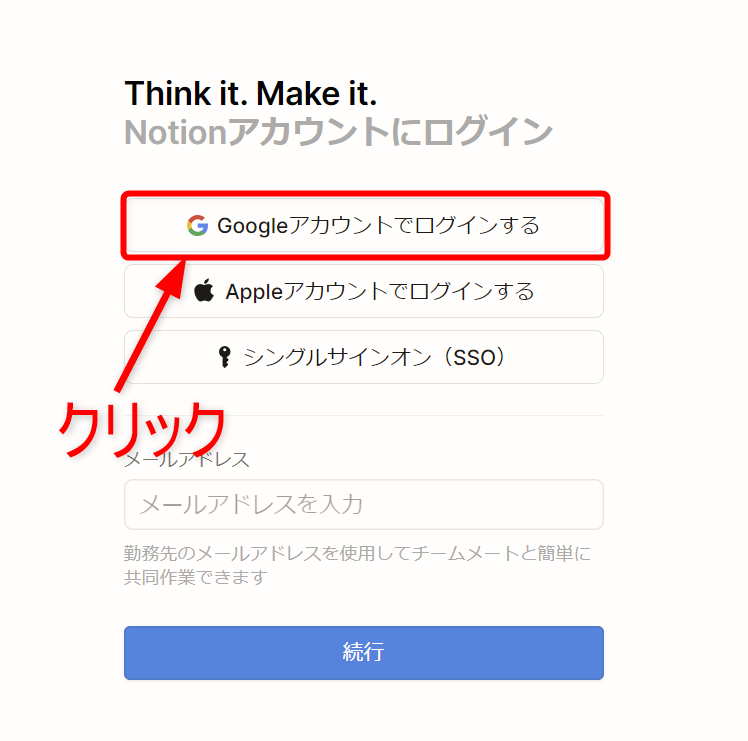 Think it. Make it.
Notionアカウントにログイン
Googleアカウントでログインする
Appleアカウントでログインする
シングルサインオン（SSO）
クリック
メールアドレス
メールアドレスを入力
勤務先のメールアドレスを使用してチームメートと簡単に
共同作業できます
続行